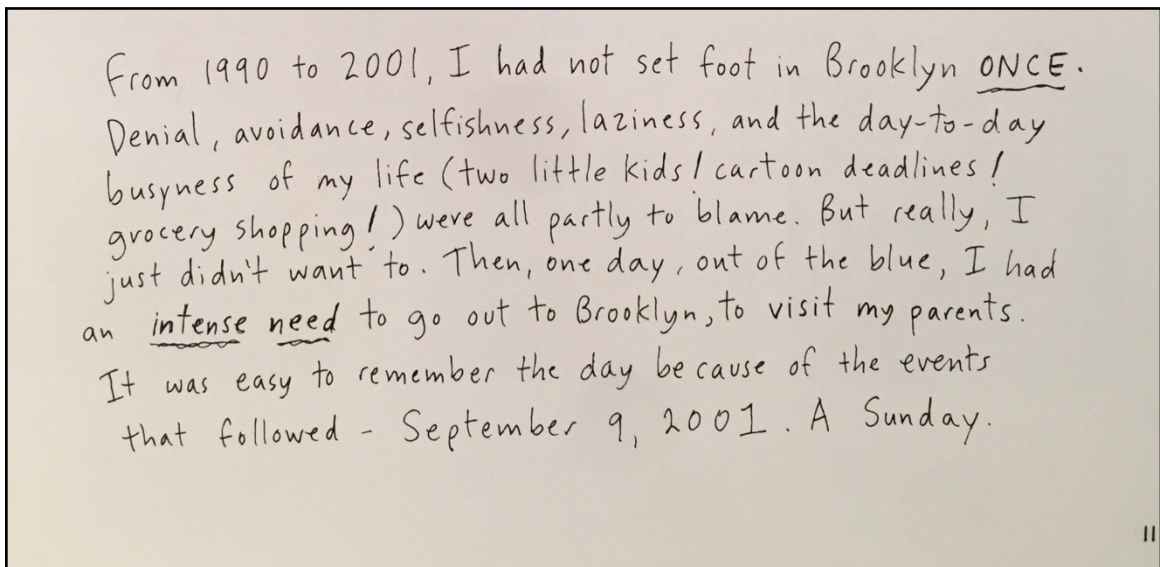 From 1990 to 2001, I had not set foot in Brooklyn ONCE.
Denial, avoidance, selfishness, laziness, and the day-to-day
busyness of my life (two little kids! cartoon deadlines!
grocery shopping!) were all partly to blame. But really, I
just didn't want to. Then, one day, out of the blue, I had
an intense need to go out to Brooklyn, to visit my parents.
It was easy to remember the day because of the events
that followed - September 9, 2001. A Sunday.
11